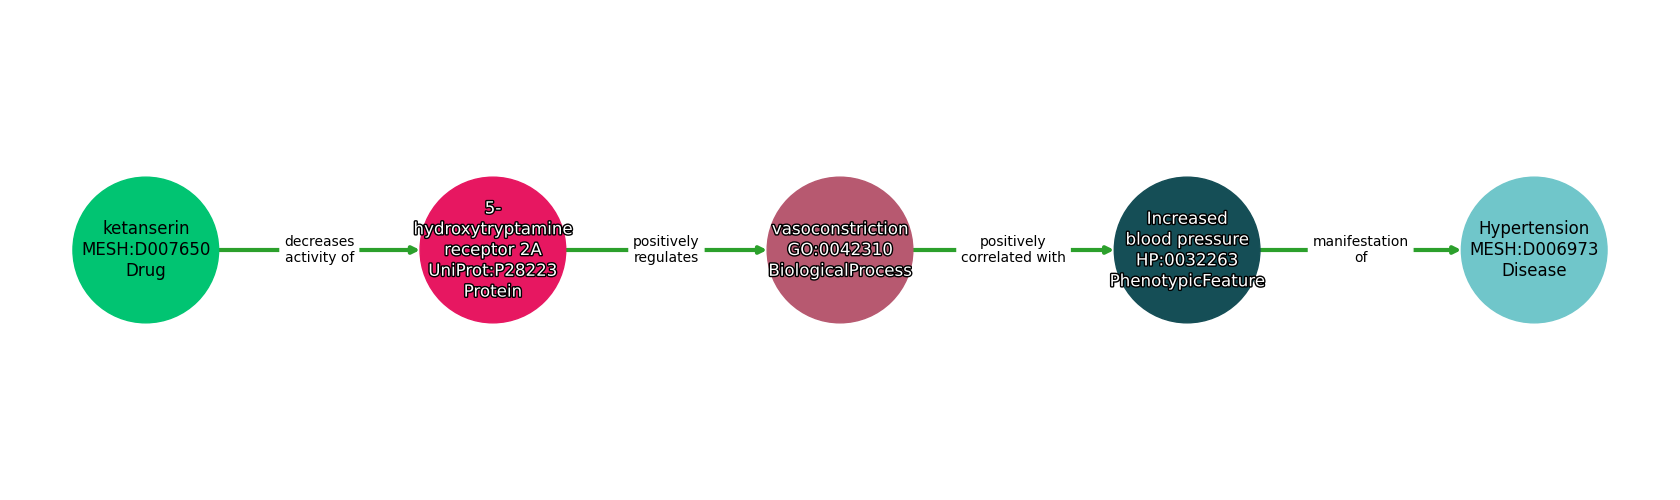 ketanserin
MESH:D007650
Drug
decreases
activity of
5-
hydroxytryptamine
receptor 2A
UniProt:P28223
Protein
positively
regulates
vasoconstriction
GO:0042310
BiologicalProcess
positively
correlated with
Increased
blood pressure
HP:0032263
PhenotypicFeature
manifestation
of
Hypertension
MESH:D006973
Disease